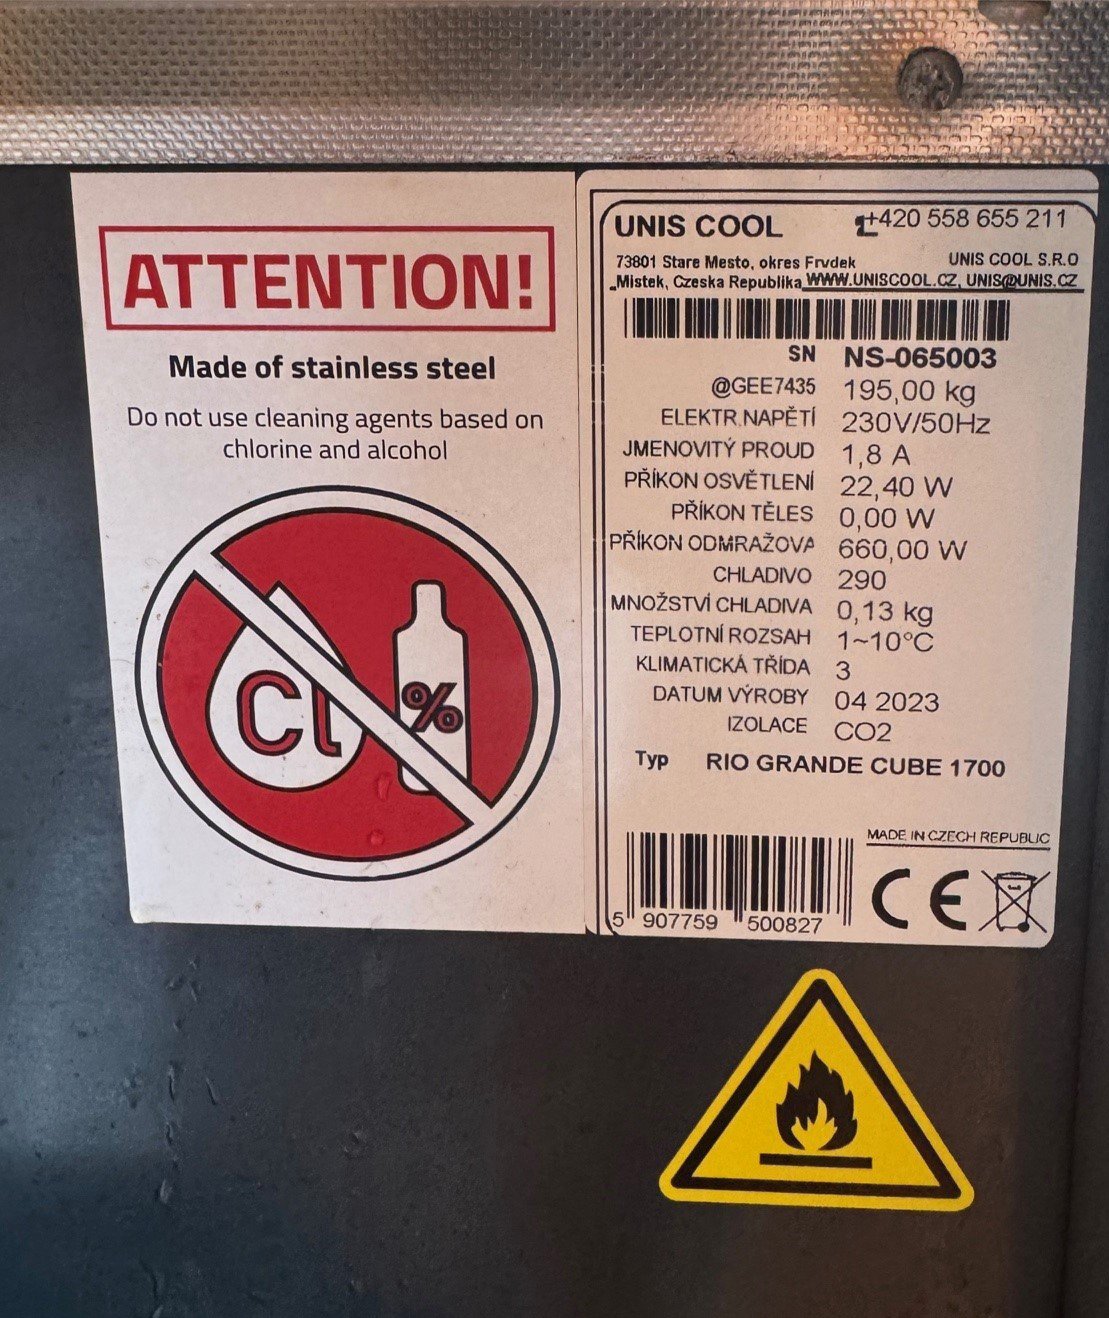 ATTENTION!
Made of stainless steel
Do not use cleaning agents based on
chlorine and alcohol
Cl
%
UNIS COOL +420 558 655 211
73801 Stare Mesto, okres Frvdek UNIS COOL S.R.O
Mistek, Czeska Republika WWW.UNISCOOL.CZ, UNIS@UNIS.CZ
SN NS-065003
@GEE7435 195,00 kg
ELEKTR.NAPĚTÍ 230V/50Hz
JMENOVITÝ PROUD 1,8 A
PŘÍKON OSVĚTLENÍ 22,40 W
PŘÍKON TĚLES 0,00 W
PŘÍKON ODMRAŽOVA 660,00 W
CHLADIVO 290
MNOŽSTVÍ CHLADIVA 0,13 kg
TEPLOTNÍ ROZSAH 1~10°C
KLIMATICKÁ TŘÍDA 3
DATUM VÝROBY 04 2023
IZOLACE CO2
Typ RIO GRANDE CUBE 1700
MADE IN CZECH REPUBLIC
CE
5 907759 500827